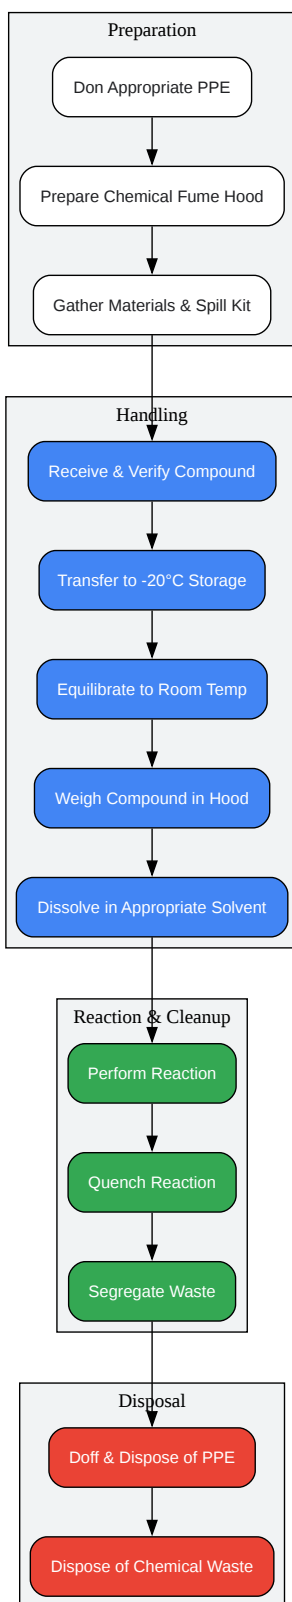 Preparation
Don Appropriate PPE
Prepare Chemical Fume Hood
Gather Materials & Spill Kit
Handling
Receive & Verify Compound
Transfer to -20°C Storage
Equilibrate to Room Temp
Weigh Compound in Hood
Dissolve in Appropriate Solvent
Reaction & Cleanup
Perform Reaction
Quench Reaction
Segregate Waste
Disposal
Doff & Dispose of PPE
Dispose of Chemical Waste